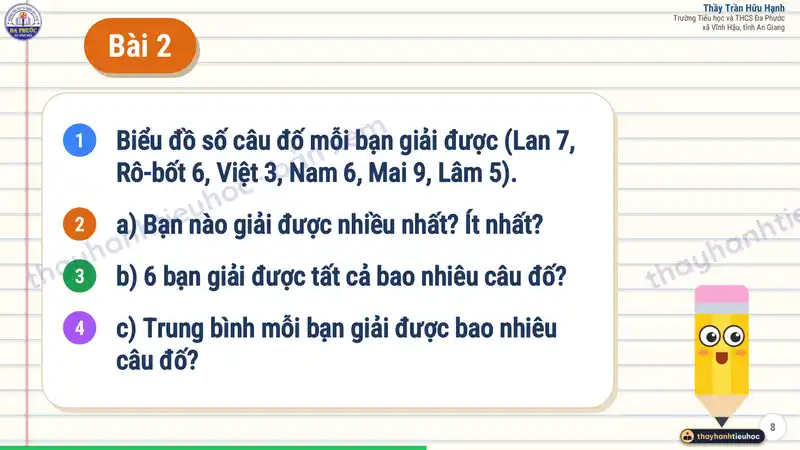 Thầy Trần Hữu Hạnh
Trường Tiểu học và THCS Đa Phước
xã Vĩnh Hậu, tỉnh An Giang
ĐA PHƯỚC
Bài 2
1
Biểu đồ số câu đố mỗi bạn giải được (Lan 7,
Rô-bốt 6, Việt 3, Nam 6, Mai 9, Lâm 5).
2
a) Bạn nào giải được nhiều nhất? Ít nhất?
3
b) 6 bạn giải được tất cả bao nhiêu câu đố?
4
c) Trung bình mỗi bạn giải được bao nhiêu
câu đố?
thayhanhtieuhoc
8